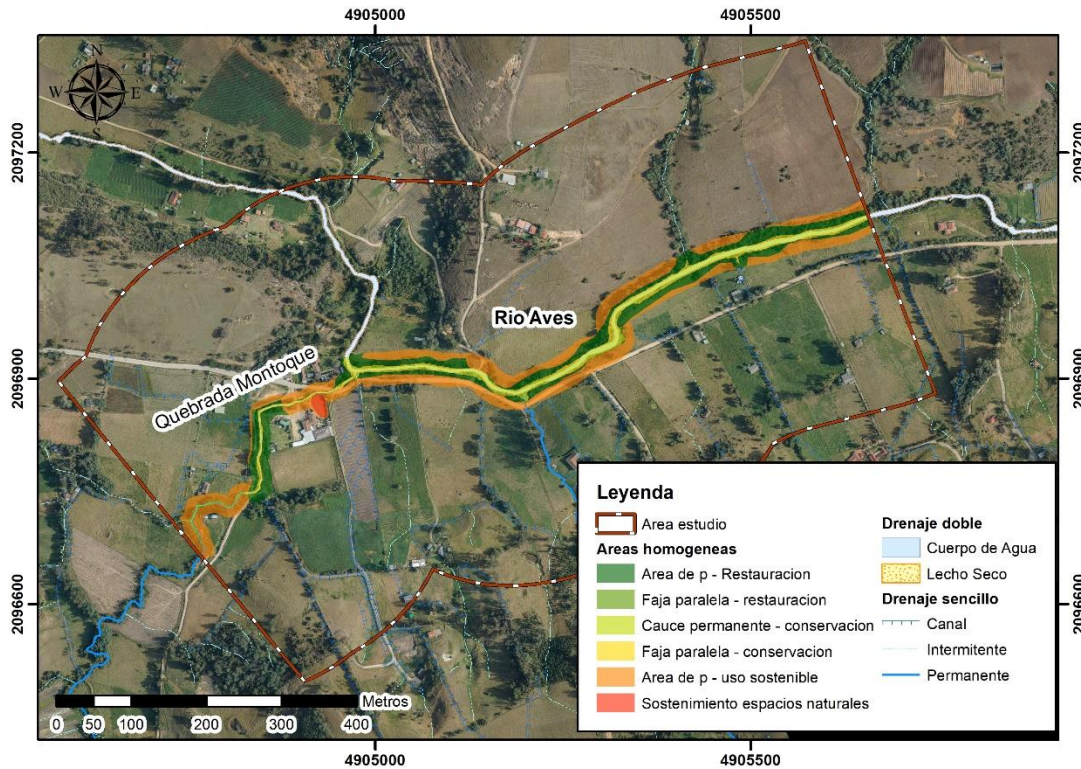 4905000
4905500
N
W E
S
2097200
2097200
Rio Aves
2096900
2096900
Quebrada Montoque
Leyenda
Area estudio
Areas homogeneas
Area de p - Restauracion
Faja paralela - restauracion
Cauce permanente - conservacion
Faja paralela - conservacion
Area de p - uso sostenible
Sostenimiento espacios naturales
Drenaje doble
Cuerpo de Agua
Lecho Seco
Drenaje sencillo
Canal
Intermitente
Permanente
2096600
2096600
Metros
0 50 100 200 300 400
4905000
4905500